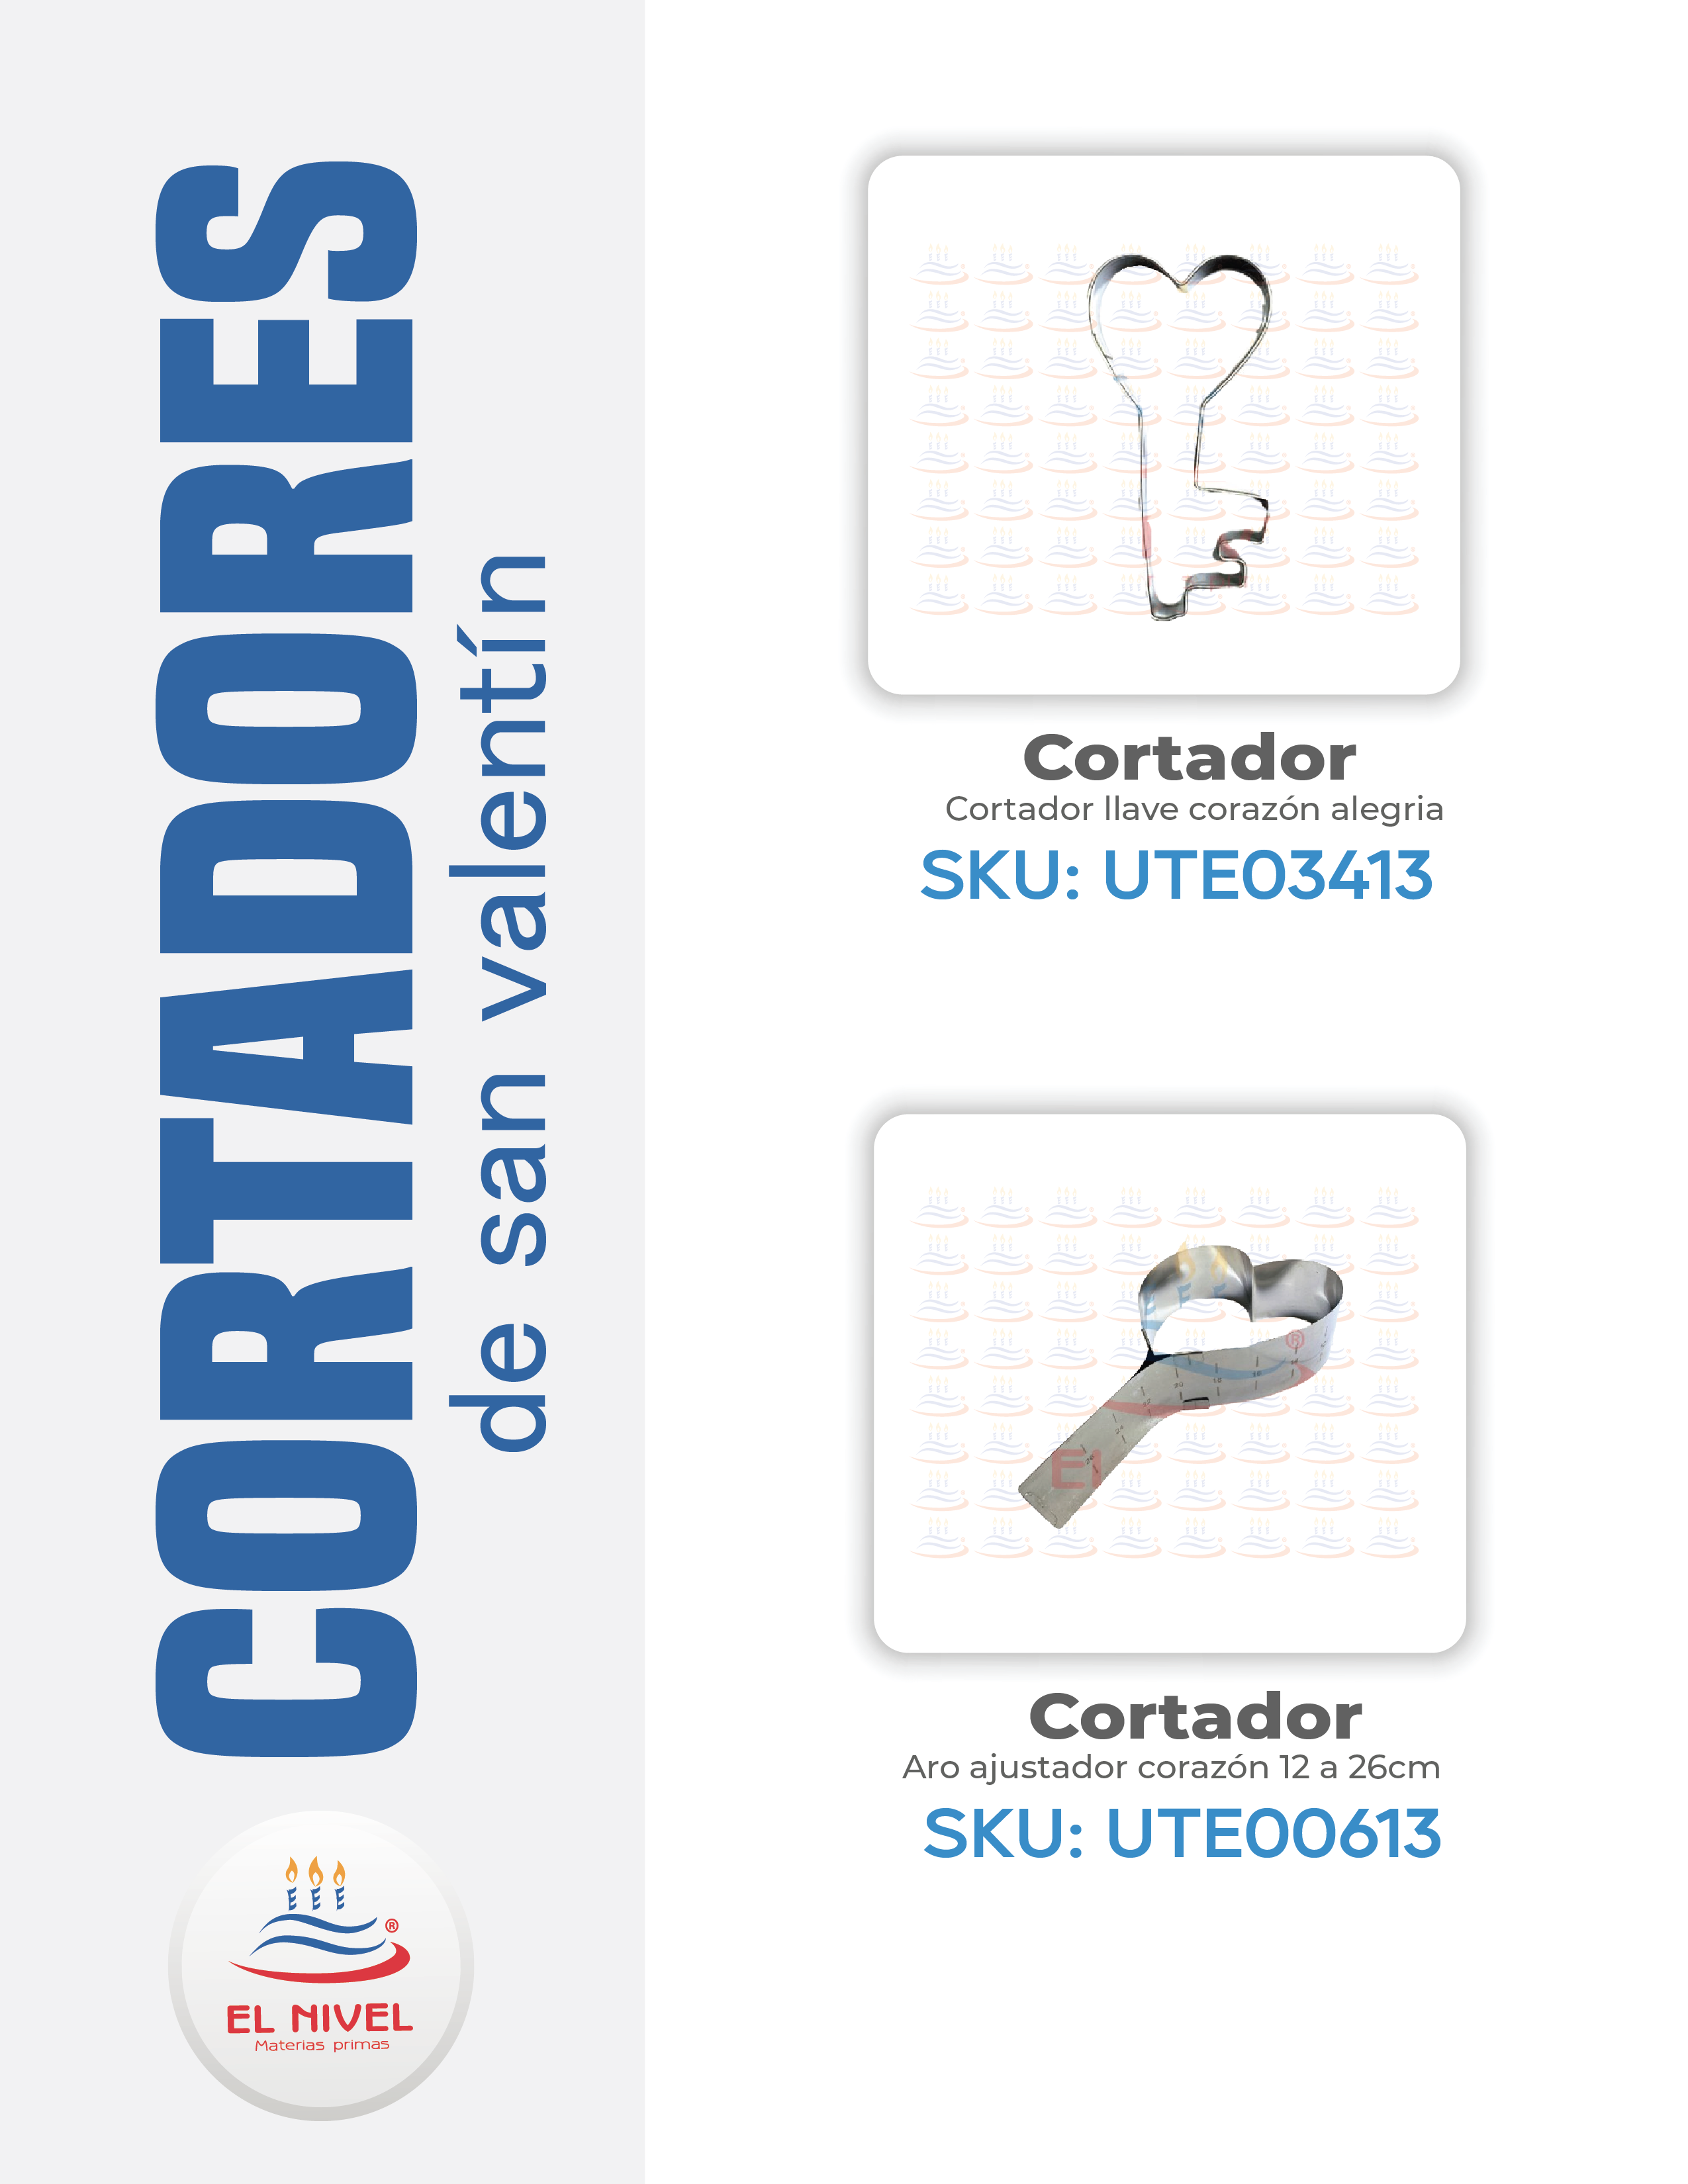 CORTADORES
de san valentín
Cortador
Cortador llave corazón alegria
SKU: UTE03413
El
®
Cortador
Aro ajustador corazón 12 a 26cm
SKU: UTE00613
®
EL NIVEL
Materias primas